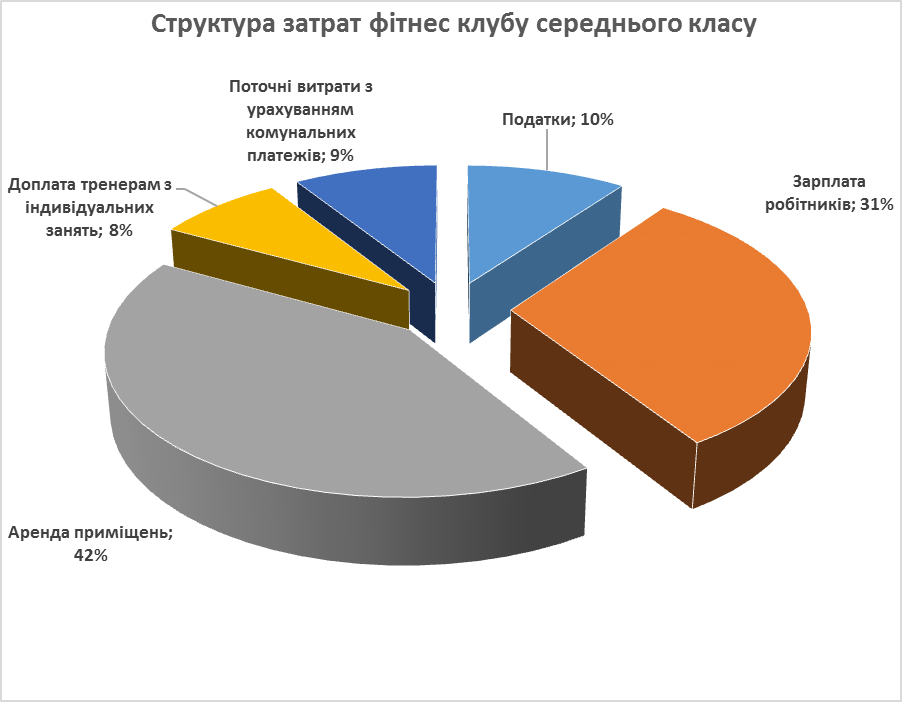 Структура затрат фітнес клубу середнього класу
Поточні витрати з
урахуванням
комунальних
платежів; 9%
Податки; 10%
Доплата тренерам з
індивідуальних
занять; 8%
Зарплата
робітників; 31%
Аренда приміщень;
42%